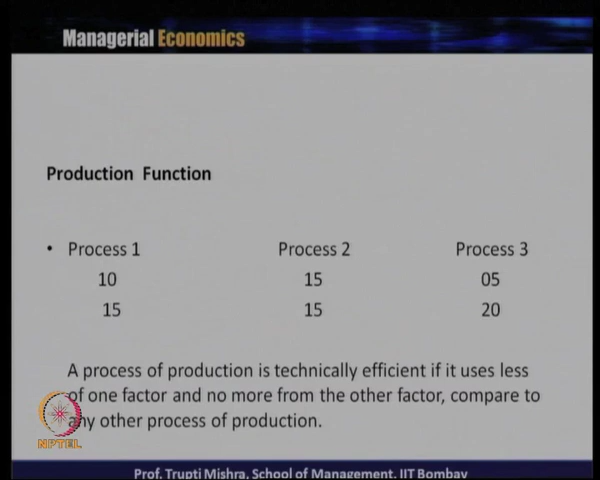 Managerial Economics
Production Function
• Process 1 Process 2 Process 3
10 15 05
15 15 20
A process of production is technically efficient if it uses less
of one factor and no more from the other factor, compare to
any other process of production.
NPTEL
Prof. Trupti Mishra, School of Management, IIT Bombay